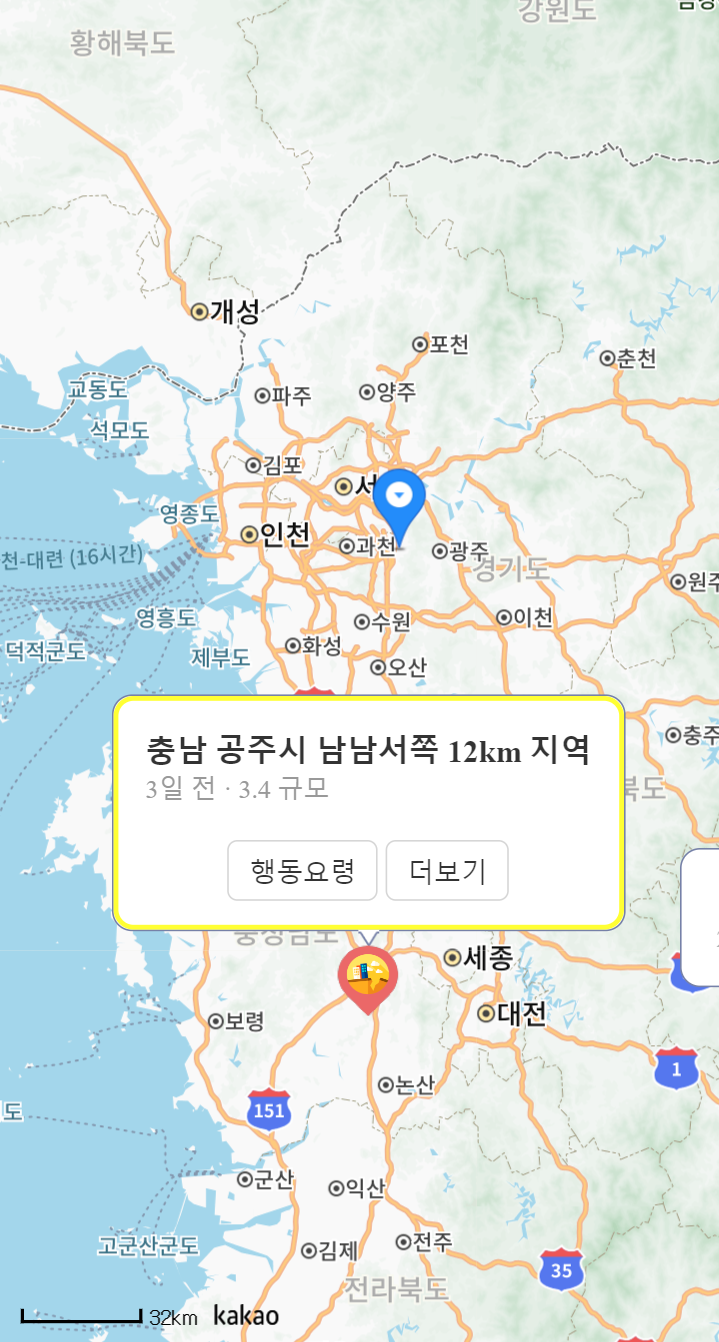 강원도
황해북도
개성
포천
춘천
교동도
파주
양주
석모도
김포
서
영종도
인천
과천
광주
천-대련 (16시간)
경기도
원주
영흥도
수원
이천
덕적군도
제부도
화성
오산
충주
충남 공주시 남남서쪽 12km 지역
3일 전 · 3.4 규모
북도
행동요령
더보기
충청남도
세종
대전
보령
1
논산
151
도
군산
익산
고군산군도
김제
전주
35
전라북도
32km kakao